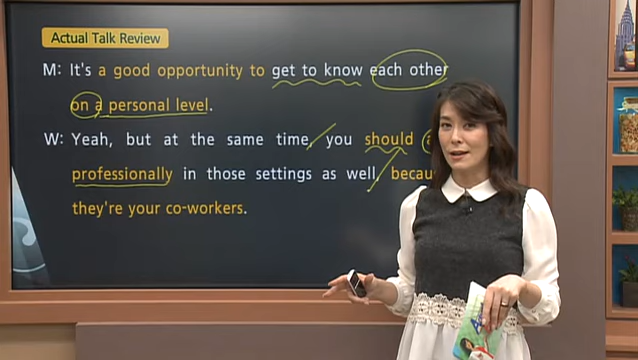 Actual Talk Review
M: It's a good opportunity to get to know each other
on a personal level.
W: Yeah, but at the same time, you should
professionally in those settings as well,
they're your co-workers.